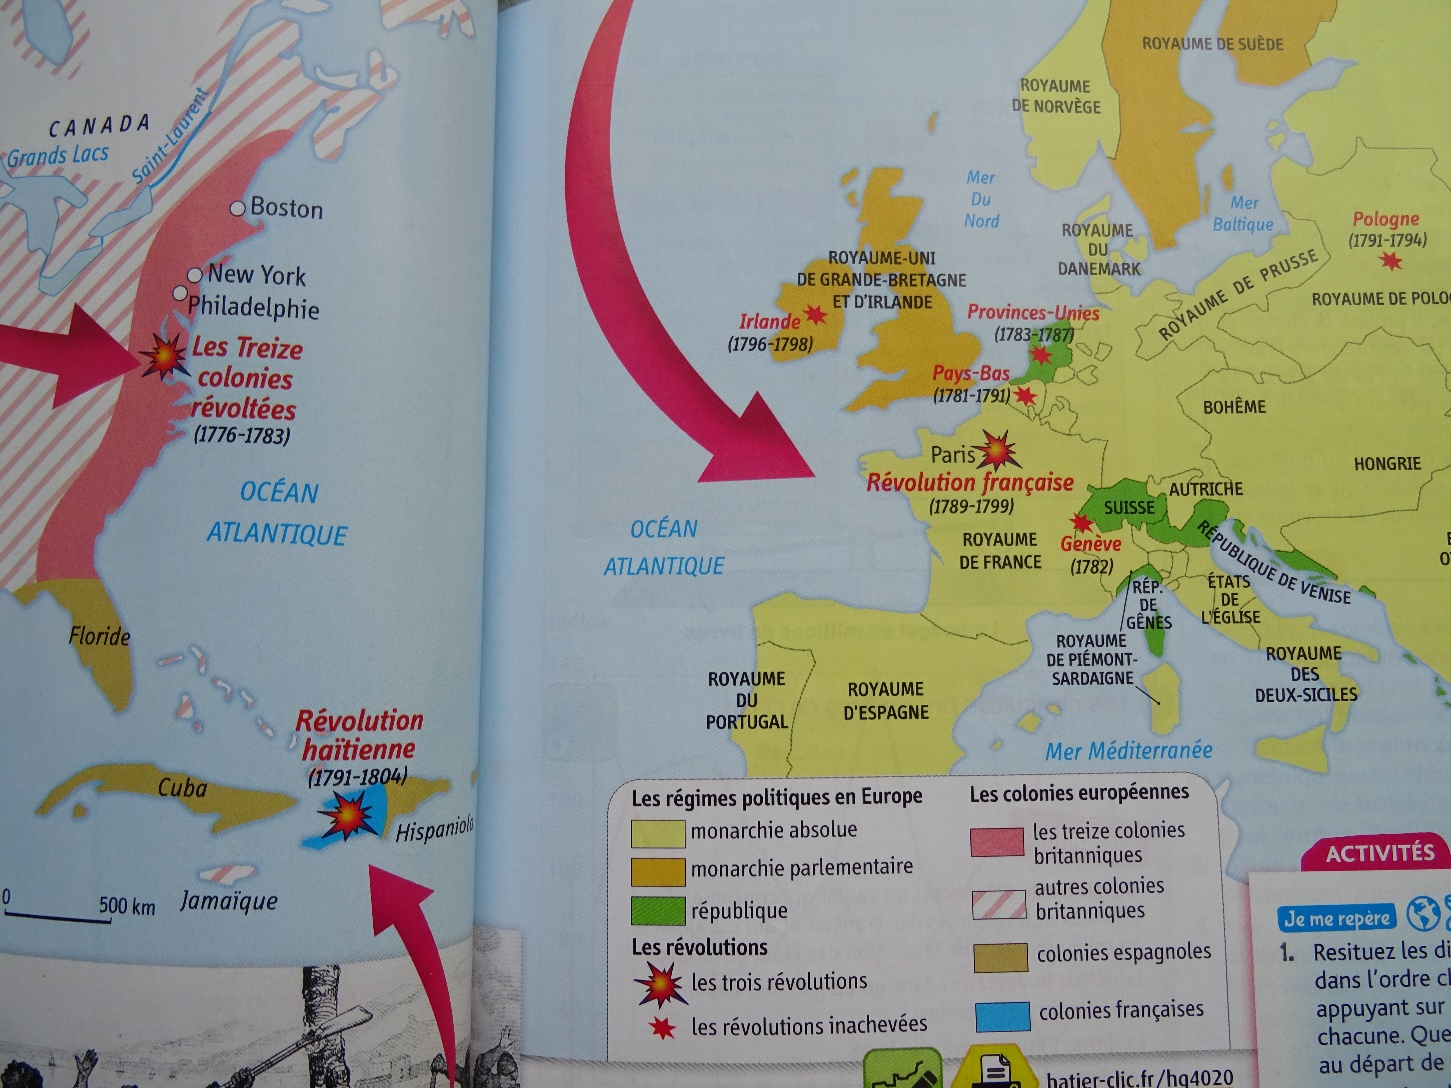 CANADA
Grands Lacs
Saint-Laurent
Boston
New York
Philadelphie
Les Treize
colonies
révoltées
(1776-1783)
OCÉAN
ATLANTIQUE
Floride
Révolution
haïtienne
(1791-1804)
Cuba
Hispaniola
Jamaïque
0
500 km
ROYAUME DE SUÈDE
ROYAUME
DE NORVÈGE
Mer
Du
Nord
Mer
Baltique
ROYAUME
DU
DANEMARK
Pologne
(1791-1794)
ROYAUME DE PRUSSE
ROYAUME DE POLO
ROYAUME-UNI
DE GRANDE-BRETAGNE
ET D'IRLANDE
Irlande
(1796-1798)
Provinces-Unies
(1783-1787)
Pays-Bas
(1781-1791)
BOHÊME
Paris
Révolution française
(1789-1799)
HONGRIE
AUTRICHE
SUISSE
OCÉAN
ATLANTIQUE
ROYAUME
DE FRANCE
Genève
(1782)
RÉPUBLIQUE DE VENISE
RÉP.
DE
GÊNES
ÉTATS
DE
L'ÉGLISE
ROYAUME
DE PIÉMONT-
SARDAIGNE
ROYAUME
DES
DEUX-SICILES
ROYAUME
DU
PORTUGAL
ROYAUME
D'ESPAGNE
Mer Méditerranée
Les régimes politiques en Europe
monarchie absolue
monarchie parlementaire
république
Les révolutions
les trois révolutions
les révolutions inachevées
Les colonies européennes
les treize colonies
britanniques
autres colonies
britanniques
colonies espagnoles
colonies françaises
hatier-clic.fr/hg4020
ACTIVITÉS
Je me repère
1. Resituez les di
dans l'ordre c
appuyant sur
chacune. Que
au départ de